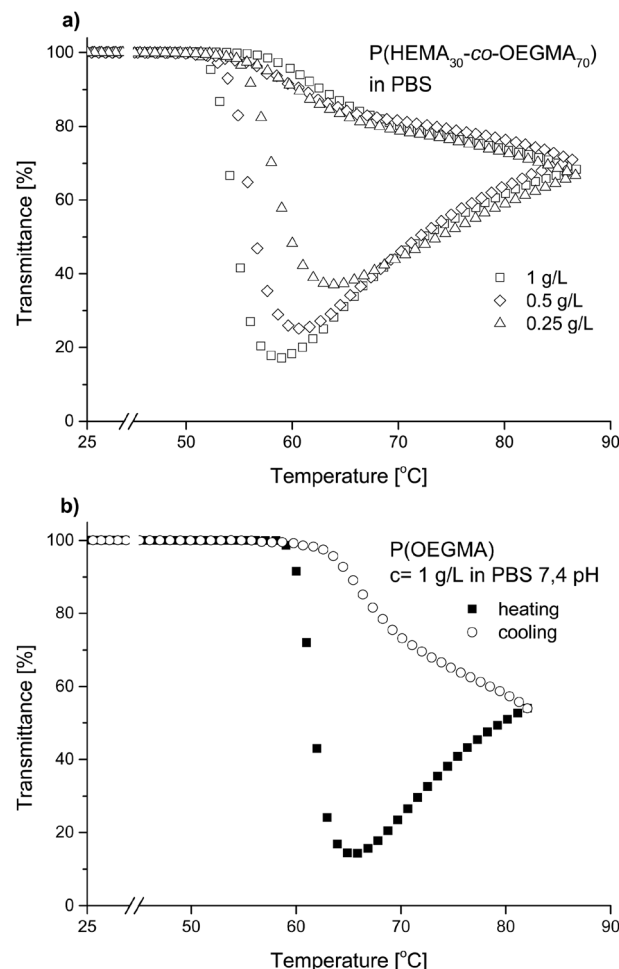 a)
P(HEMA₃₀-co-OEGMA₇₀)
in PBS
Transmittance [%]
100
80
60
40
20
0
□ 1 g/L
◇ 0.5 g/L
△ 0.25 g/L
25 50 60 70 80 90
Temperature [°C]
b)
P(OEGMA)
c= 1 g/L in PBS 7,4 pH
■ heating
○ cooling
Transmittance [%]
100
80
60
40
20
0
25 50 60 70 80 90
Temperature [°C]